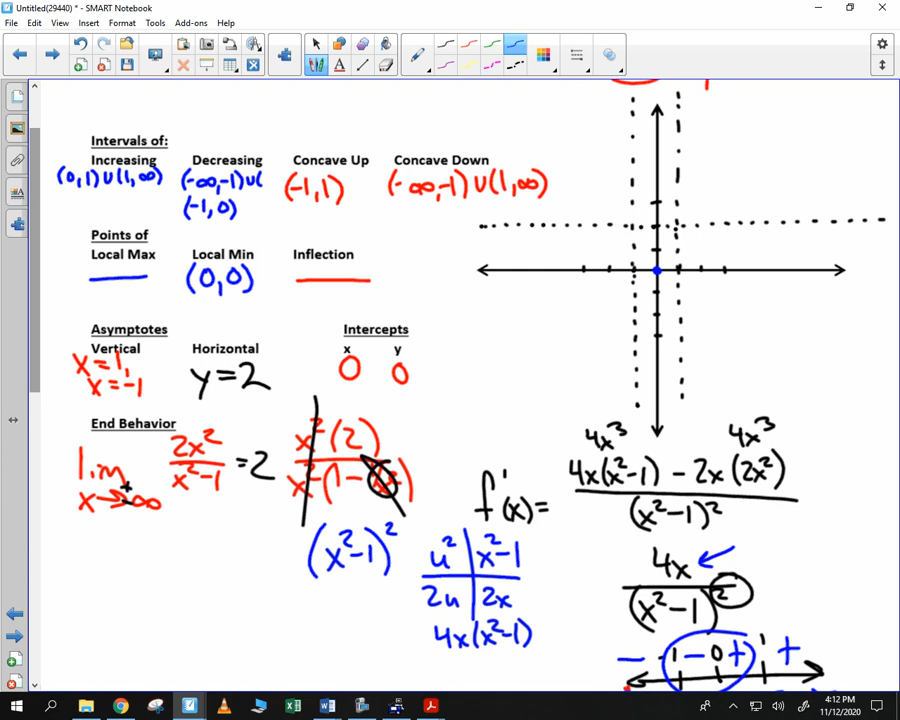 Untitled(29440) * - SMART Notebook
File Edit View Insert Format Tools Add-ons Help
Intervals of:
Increasing Decreasing Concave Up Concave Down
(0,1)∪(1,∞) (-∞,-1)∪( (-1,1) (-∞,-1)∪(1,∞)
(-1,0)
Points of
Local Max Local Min Inflection
— (0,0) —
Asymptotes Intercepts
Vertical Horizontal x y
x=1, y=2 0 0
x=-1
End Behavior
lim x→-∞ 2x²/(x²-1) =2 x²(2)
(x²-1)²
u² x²-1
2u 2x
4x(x²-1)
4x³ 4x³
f'(x)= 4x(x²-1) - 2x(2x²)
(x²-1)²
4x
(x²-1)²
- -1 - 0 + 1 +
4:12 PM
11/12/2020